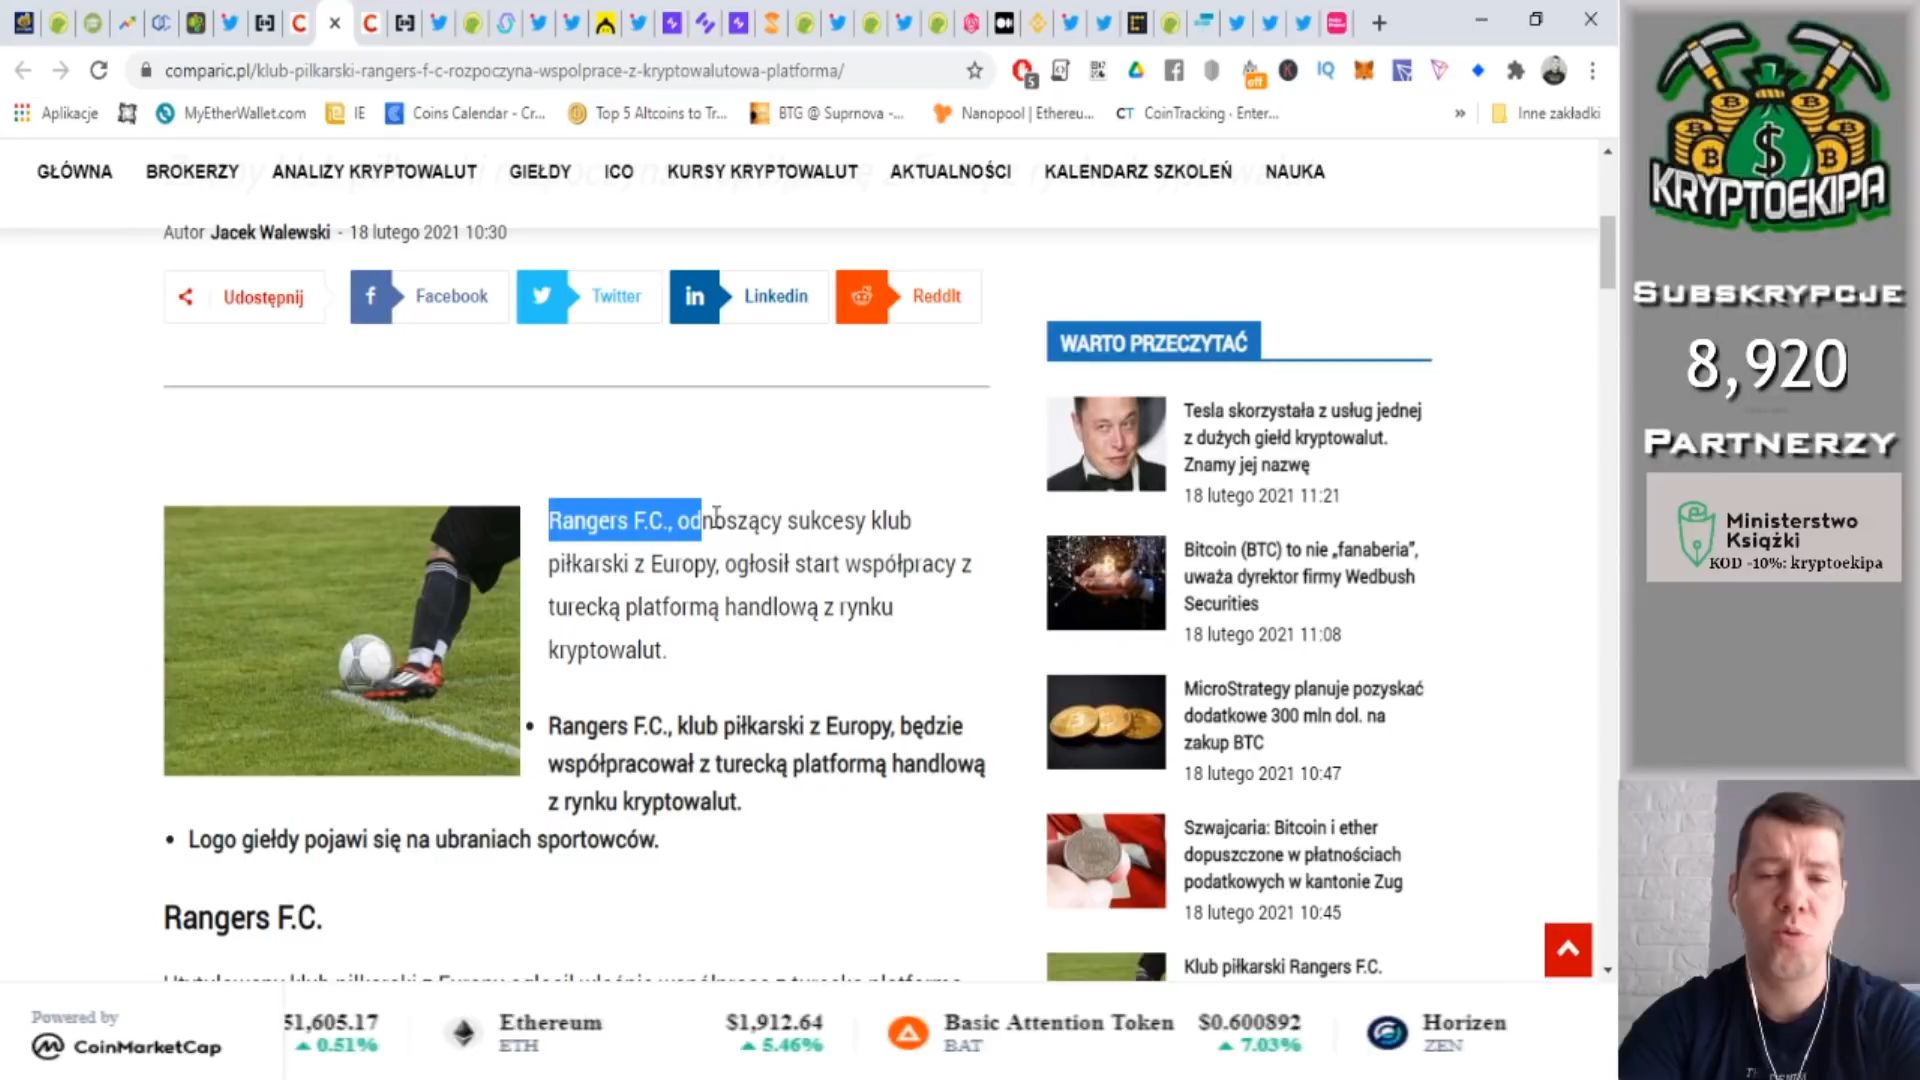 comparic.pl/klub-pilkarski-rangers-f-c-rozpoczyna-wspolprace-z-kryptowalutowa-platforma/
5
off
IQ
Aplikacje
MyEtherWallet.com
IE
Coins Calendar - Cr...
Top 5 Altcoins to Tr...
BTG @ Suprnova -...
Nanopool | Ethereu...
CT CoinTracking · Enter...
»
Inne zakładki
GŁÓWNA BROKERZY ANALIZY KRYPTOWALUT GIEŁDY ICO KURSY KRYPTOWALUT AKTUALNOŚCI KALENDARZ SZKOLEŃ NAUKA
Autor Jacek Walewski - 18 lutego 2021 10:30
Udostępnij
Facebook
Twitter
Linkedin
ReddIt
Rangers F.C., odnoszący sukcesy klub
piłkarski z Europy, ogłosił start współpracy z
turecką platformą handlową z rynku
kryptowalut.
• Rangers F.C., klub piłkarski z Europy, będzie
współpracował z turecką platformą handlową
z rynku kryptowalut.
• Logo giełdy pojawi się na ubraniach sportowców.
Rangers F.C.
WARTO PRZECZYTAĆ
Tesla skorzystała z usług jednej
z dużych giełd kryptowalut.
Znamy jej nazwę
18 lutego 2021 11:21
Bitcoin (BTC) to nie „fanaberia”,
uważa dyrektor firmy Wedbush
Securities
18 lutego 2021 11:08
MicroStrategy planuje pozyskać
dodatkowe 300 mln dol. na
zakup BTC
18 lutego 2021 10:47
Szwajcaria: Bitcoin i ether
dopuszczone w płatnościach
podatkowych w kantonie Zug
18 lutego 2021 10:45
Klub piłkarski Rangers F.C.
Powered by
CoinMarketCap
51,605.17
0.51%
Ethereum
ETH
$1,912.64
5.46%
Basic Attention Token
BAT
$0.600892
7.03%
Horizen
ZEN
KRYPTOEKIPA
SUBSKRYPCJE
8,920
PARTNERZY
Ministerstwo
Książki
KOD -10%: kryptoekipa